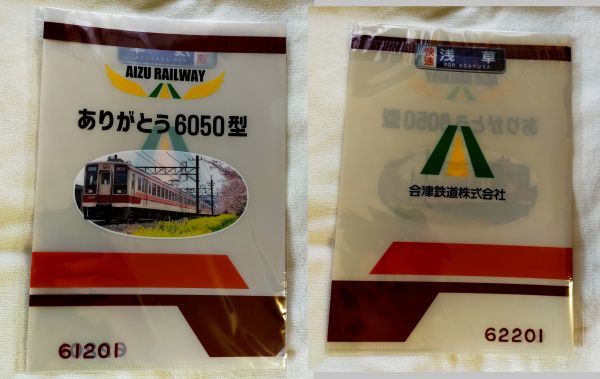 AIZU RAILWAY
ありがとう6050型
61201
快速
浅草
FOR ASAKUSA
会津鉄道株式会社
62201